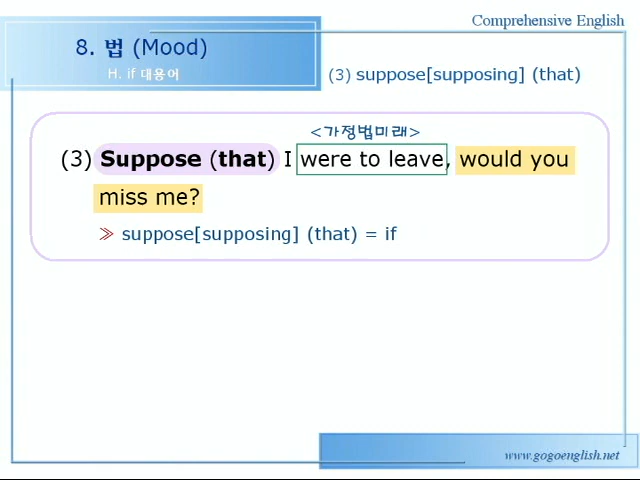 Comprehensive English
8. 법 (Mood)
H. if 대용어
(3) suppose[supposing] (that)
<가정법미래>
(3) Suppose (that) I were to leave, would you
miss me?
≫ suppose[supposing] (that) = if
www.gogoenglish.net